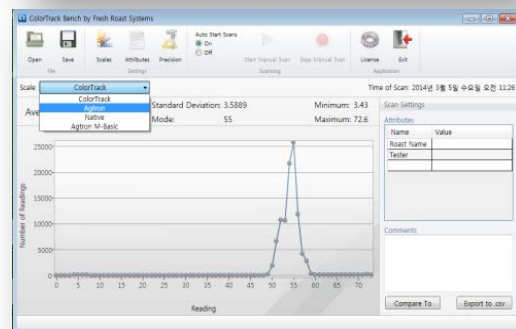 ColorTrack Bench by Fresh Roast Systems
Open Save Scales Attributes Precision Auto Start Scans On Off Start Manual Scan Stop Manual Scan License Exit
File Settings Scanning Application
Scale: ColorTrack Time of Scan: 2014년 3월 5일 수요일 오전 11:26
ColorTrack
Agtron
Native
Agtron M-Basic
Ave
Standard Deviation: 3.5889 Minimum: 3.43
Mode: 55 Maximum: 72.6
Scan Settings
Attributes
Name Value
Roast Name
Tester
Comments
Compare To Export to .csv
Number of Readings
25000
20000
15000
10000
5000
0
0 5 10 15 20 25 30 35 40 45 50 55 60 65 70
Reading